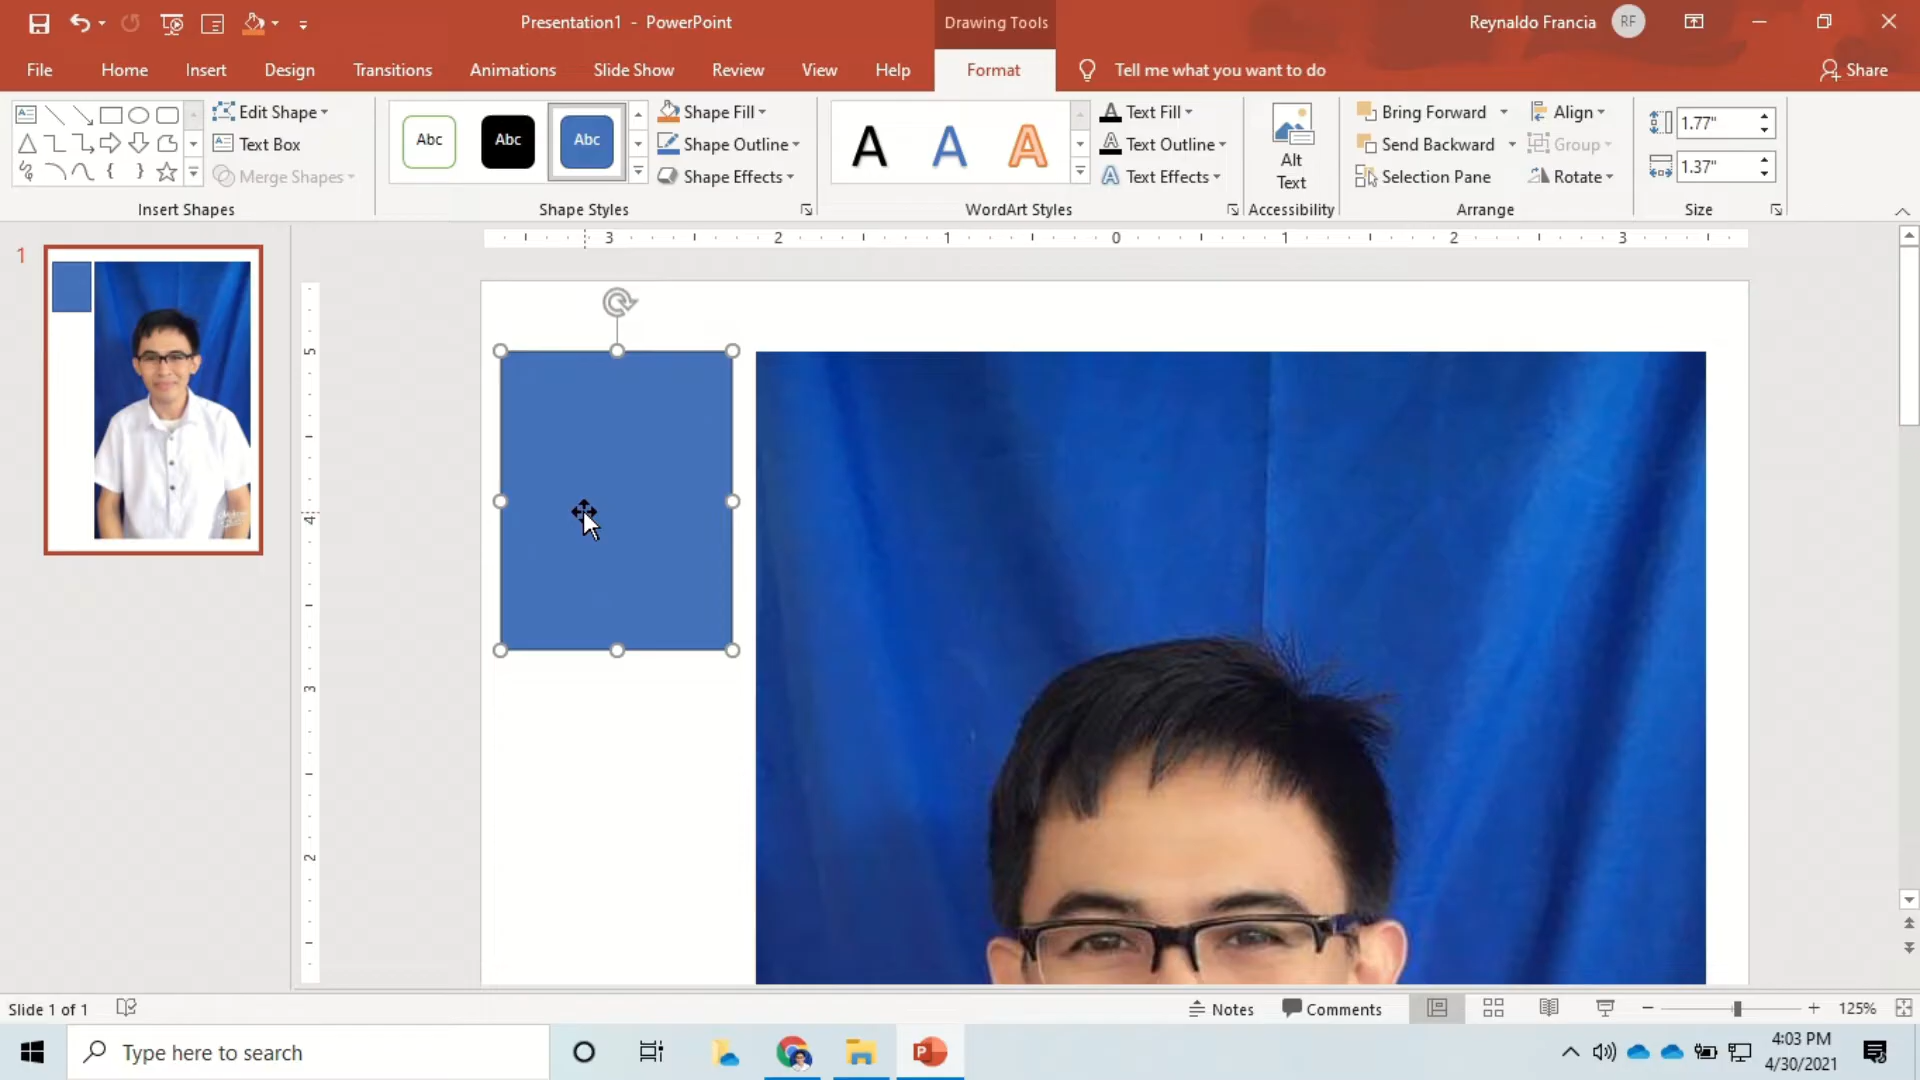 Presentation1 - PowerPoint
Drawing Tools
Reynaldo Francia
RF
File
Home
Insert
Design
Transitions
Animations
Slide Show
Review
View
Help
Format
Tell me what you want to do
Share
Edit Shape
Text Box
Merge Shapes
Insert Shapes
Abc
Abc
Abc
Shape Fill
Shape Outline
Shape Effects
Shape Styles
A
A
A
Text Fill
Text Outline
Text Effects
WordArt Styles
Alt
Text
Accessibility
Bring Forward
Send Backward
Selection Pane
Align
Group
Rotate
Arrange
1.77"
1.37"
Size
1
3 2 1 0 1 2 3
5
4
3
2
Slide 1 of 1
Notes
Comments
125%
Type here to search
4:03 PM
4/30/2021